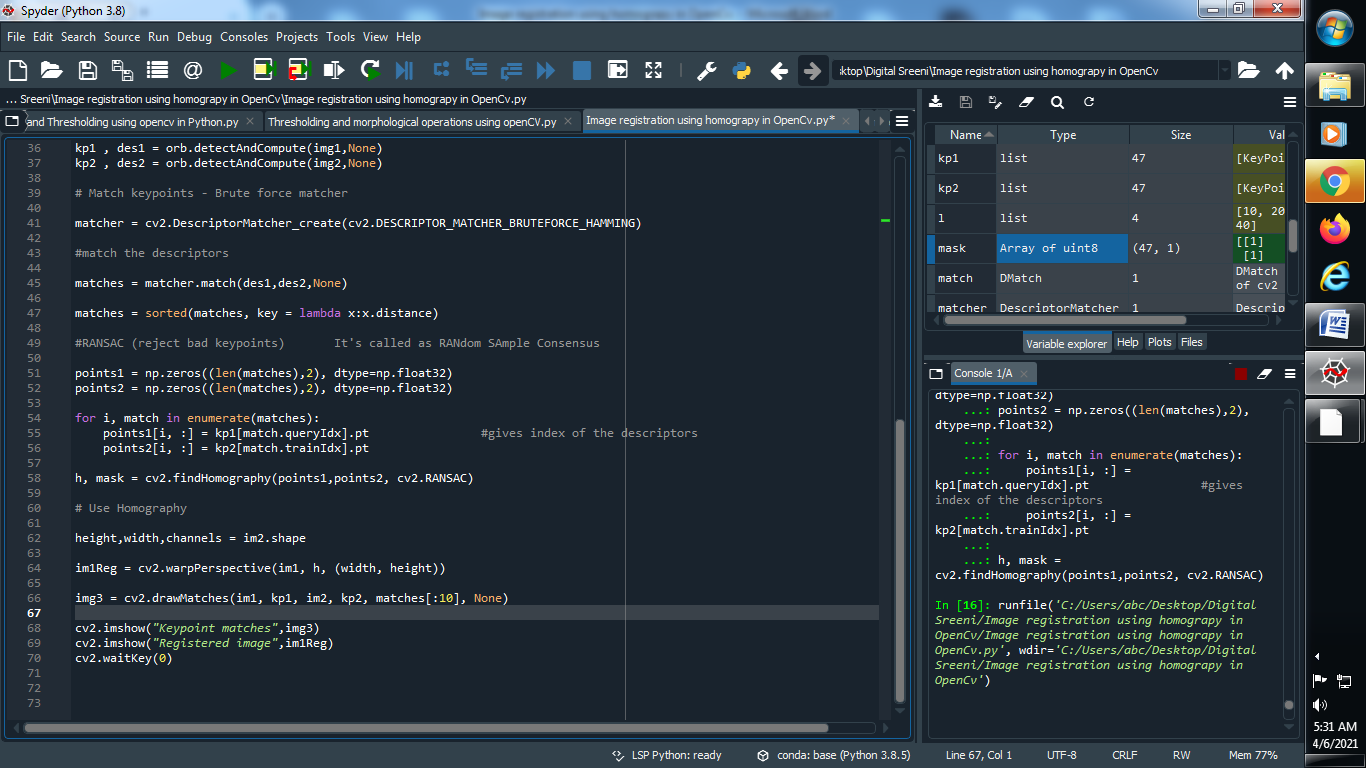 Spyder (Python 3.8)
File Edit Search Source Run Debug Consoles Projects Tools View Help
ktop\Digital Sreeni\Image registration using homograpy in OpenCv
... Sreeni\Image registration using homograpy in OpenCv\Image registration using homograpy in OpenCv.py
and Thresholding using opencv in Python.py Thresholding and morphological operations using openCV.py Image registration using homograpy in OpenCv.py*
36 kp1 , des1 = orb.detectAndCompute(img1,None)
37 kp2 , des2 = orb.detectAndCompute(img2,None)
38
39 # Match keypoints - Brute force matcher
40
41 matcher = cv2.DescriptorMatcher_create(cv2.DESCRIPTOR_MATCHER_BRUTEFORCE_HAMMING)
42
43 #match the descriptors
44
45 matches = matcher.match(des1,des2,None)
46
47 matches = sorted(matches, key = lambda x:x.distance)
48
49 #RANSAC (reject bad keypoints) It's called as RANdom SAmple Consensus
50
51 points1 = np.zeros((len(matches),2), dtype=np.float32)
52 points2 = np.zeros((len(matches),2), dtype=np.float32)
53
54 for i, match in enumerate(matches):
55 points1[i, :] = kp1[match.queryIdx].pt #gives index of the descriptors
56 points2[i, :] = kp2[match.trainIdx].pt
57
58 h, mask = cv2.findHomography(points1,points2, cv2.RANSAC)
59
60 # Use Homography
61
62 height,width,channels = im2.shape
63
64 im1Reg = cv2.warpPerspective(im1, h, (width, height))
65
66 img3 = cv2.drawMatches(im1, kp1, im2, kp2, matches[:10], None)
67
68 cv2.imshow("Keypoint matches",img3)
69 cv2.imshow("Registered image",im1Reg)
70 cv2.waitKey(0)
71
72
73
Name Type Size Val
kp1 list 47 [KeyPoi
kp2 list 47 [KeyPoi
l list 4 [10, 20
40]
mask Array of uint8 (47, 1) [[1]
[1]
match DMatch 1 DMatch
of cv2
matcher DescriptorMatcher 1 Descrip
Variable explorer Help Plots Files
Console 1/A
dtype=np.float32)
...: points2 = np.zeros((len(matches),2),
dtype=np.float32)
...:
...: for i, match in enumerate(matches):
...: points1[i, :] =
kp1[match.queryIdx].pt #gives
index of the descriptors
...: points2[i, :] =
kp2[match.trainIdx].pt
...:
...: h, mask =
cv2.findHomography(points1,points2, cv2.RANSAC)
In [16]: runfile('C:/Users/abc/Desktop/Digital
Sreeni/Image registration using homograpy in
OpenCv/Image registration using homograpy in
OpenCv.py', wdir='C:/Users/abc/Desktop/Digital
Sreeni/Image registration using homograpy in
OpenCv')
LSP Python: ready conda: base (Python 3.8.5) Line 67, Col 1 UTF-8 CRLF RW Mem 77%
5:31 AM
4/6/2021